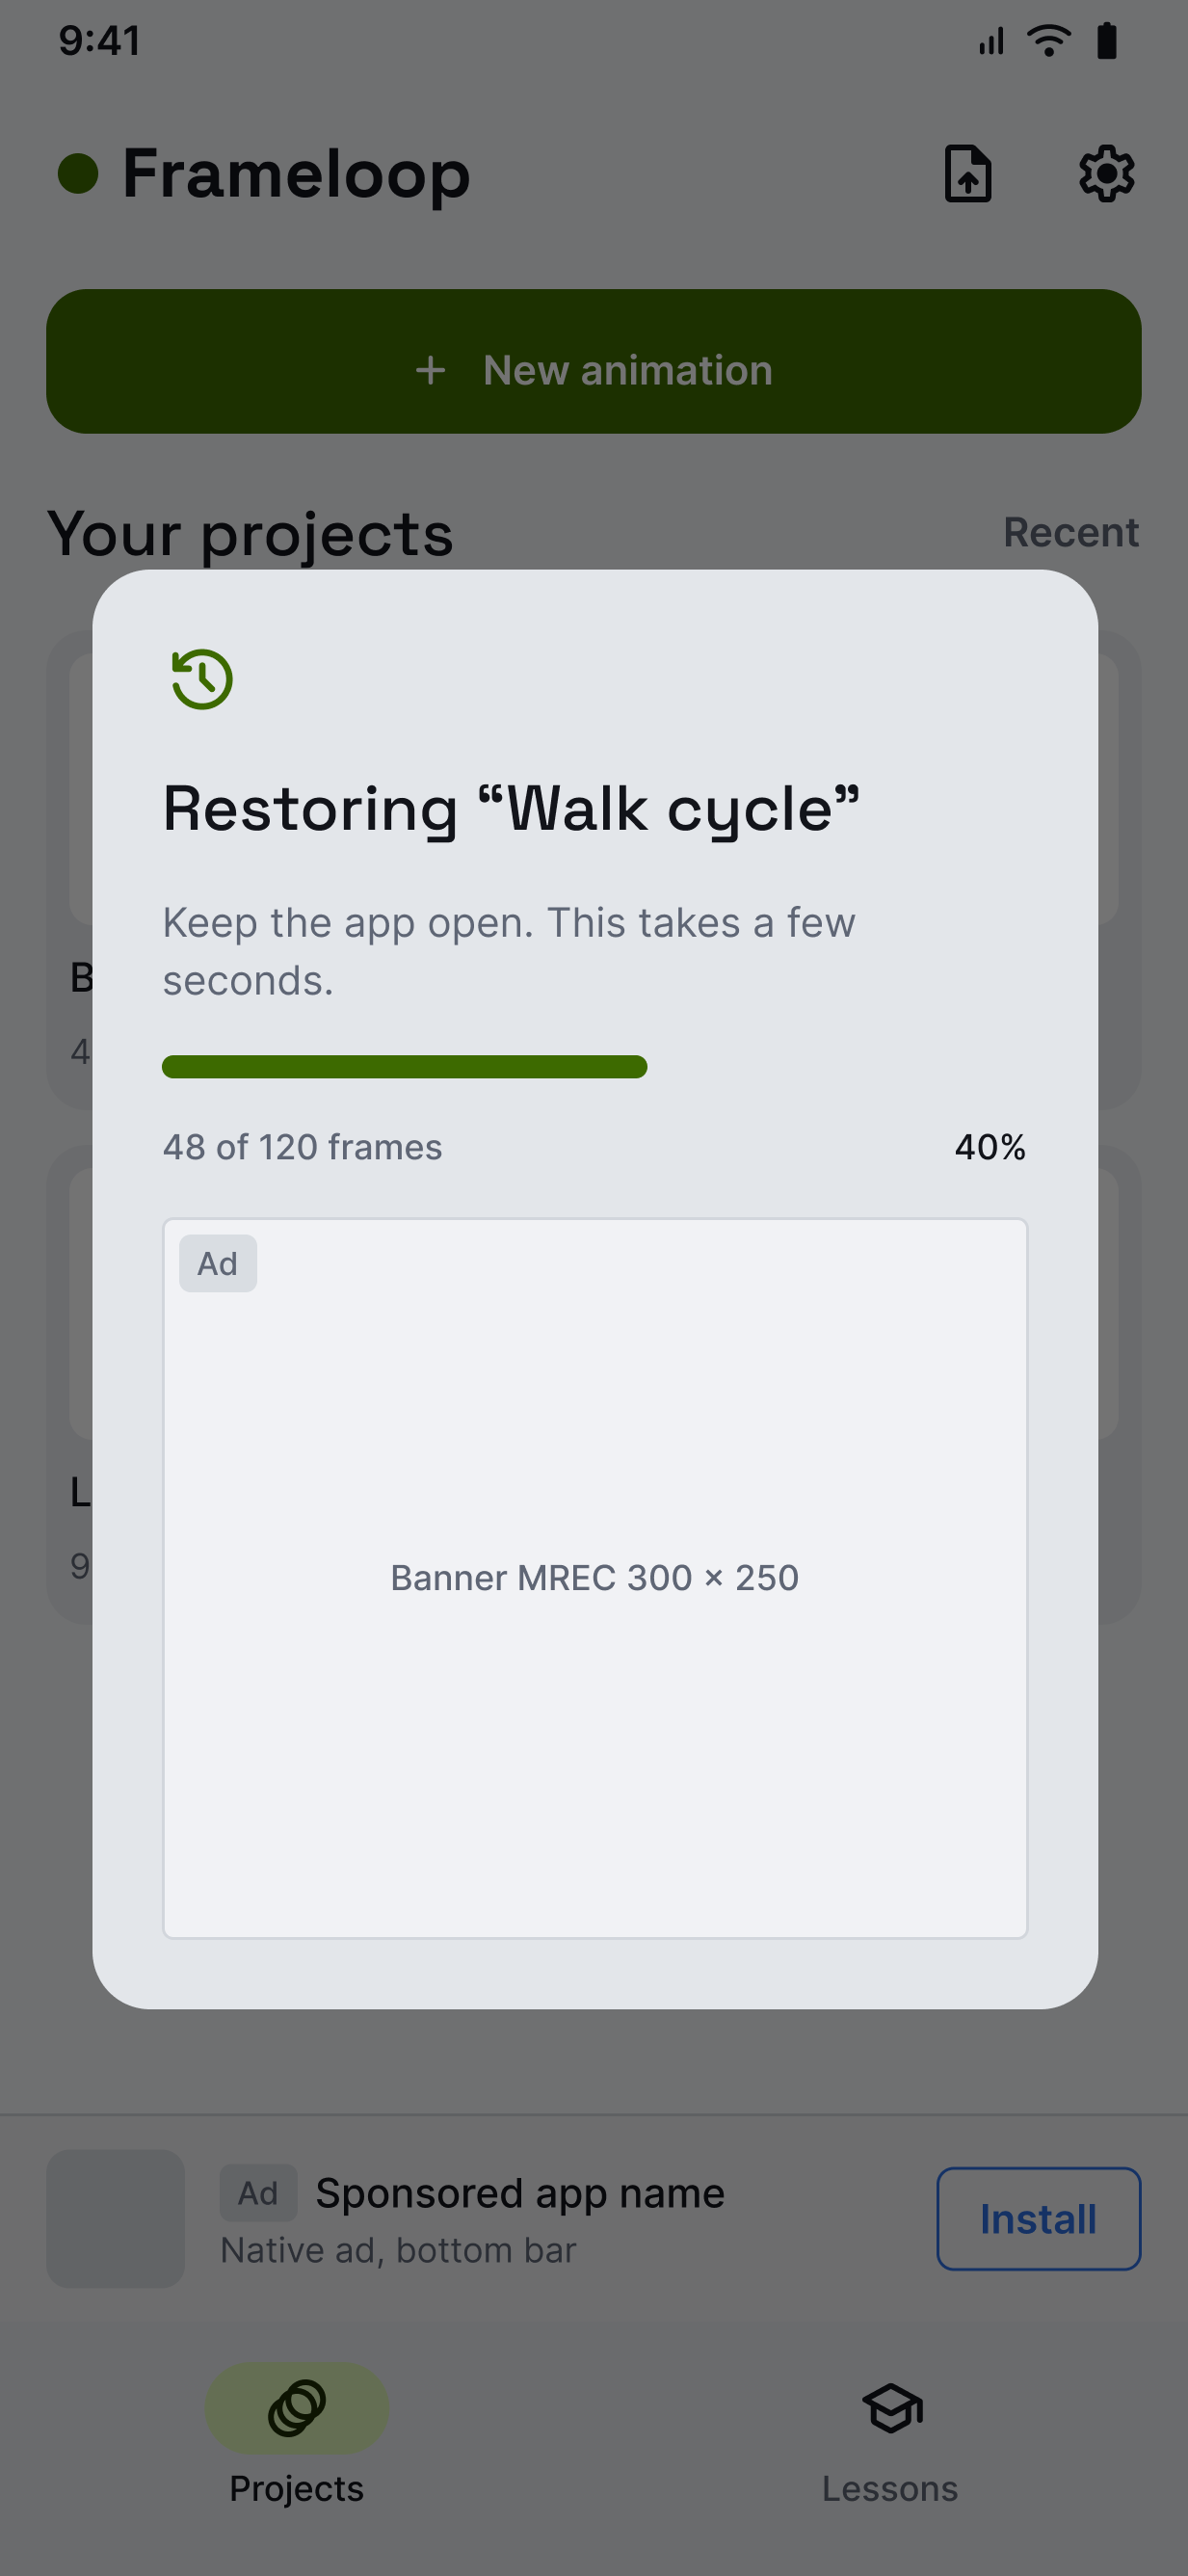 9:41
Frameloop
+ New animation
Your projects
Recent
Restoring “Walk cycle”
Keep the app open. This takes a few
seconds.
48 of 120 frames
40%
Ad
Banner MREC 300 × 250
B
4
L
9
Ad
Sponsored app name
Native ad, bottom bar
Install
Projects
Lessons